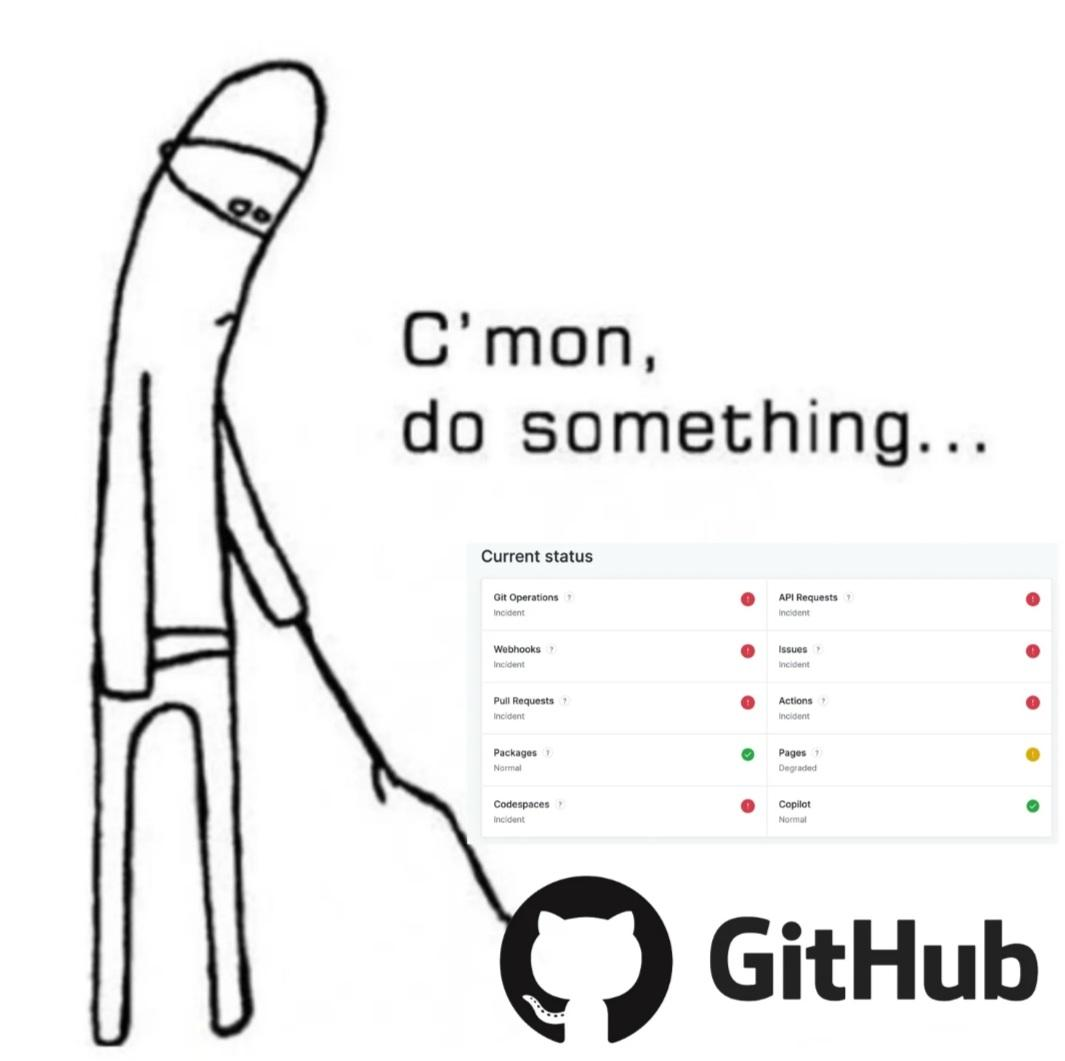 C'mon,
do something...
Current status
Git Operations ?
Incident
API Requests ?
Incident
Webhooks ?
Incident
Issues ?
Incident
Pull Requests ?
Incident
Actions ?
Incident
Packages ?
Normal
Pages ?
Degraded
Codespaces ?
Incident
Copilot
Normal
GitHub